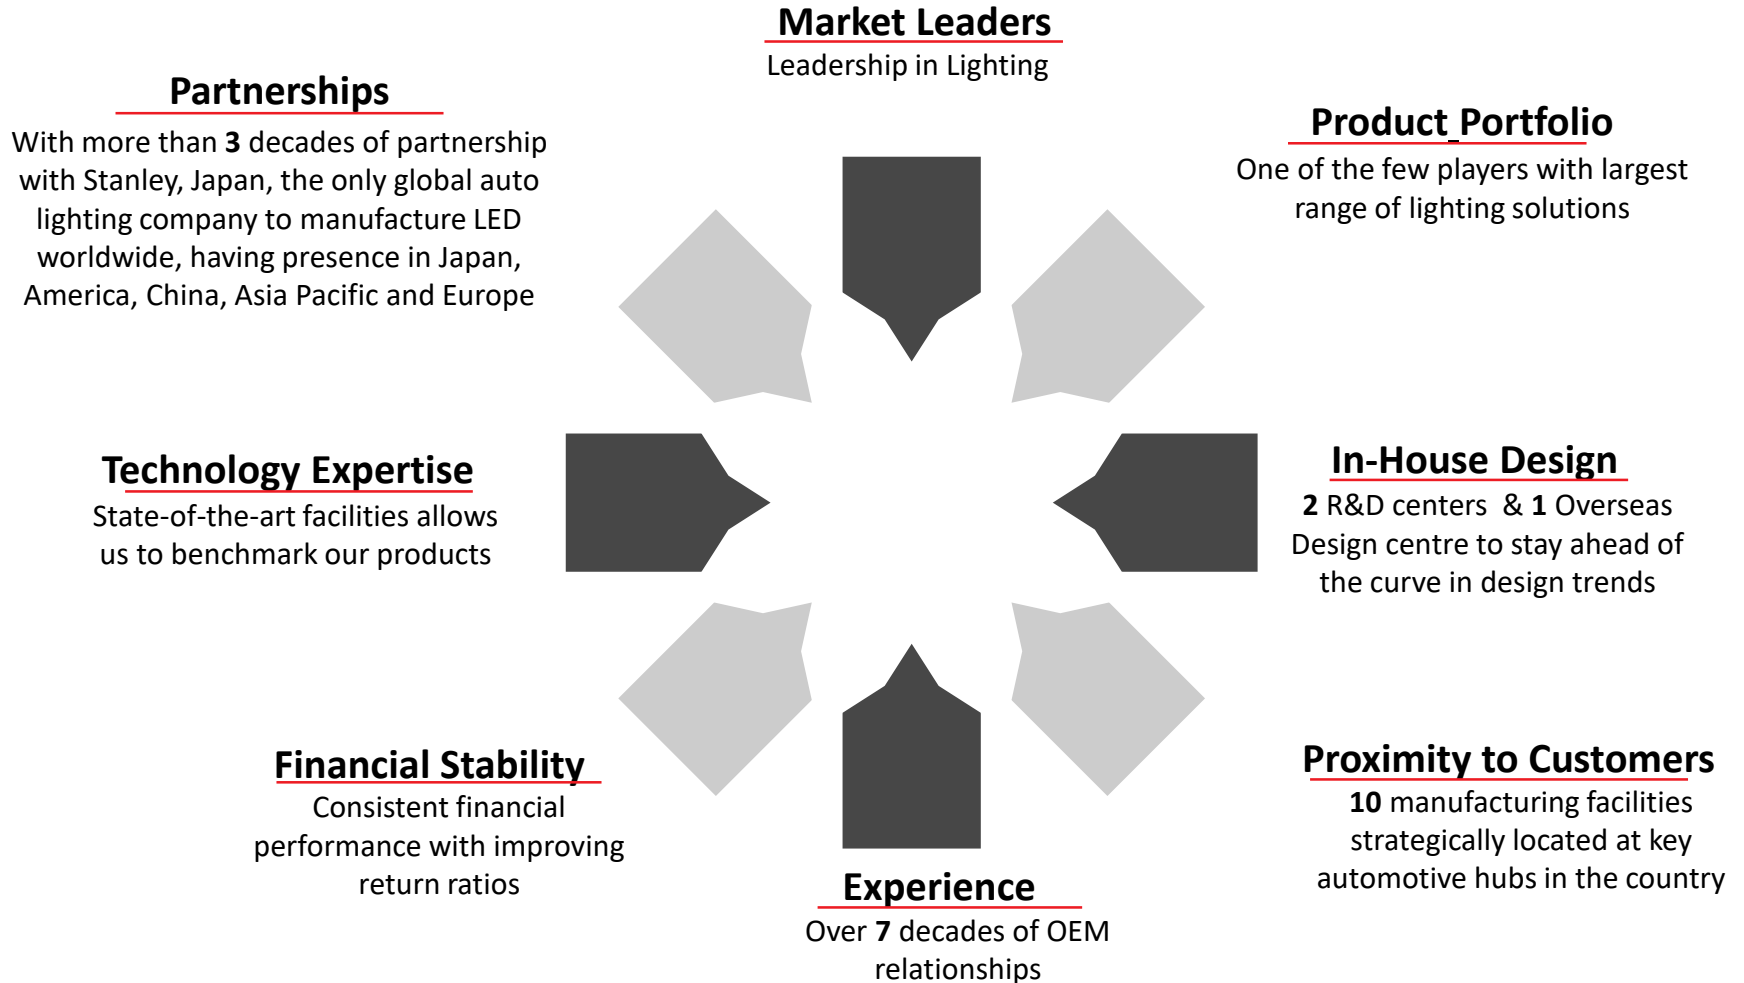 Market Leaders
Leadership in Lighting
Partnerships
With more than 3 decades of partnership
with Stanley, Japan, the only global auto
lighting company to manufacture LED
worldwide, having presence in Japan,
America, China, Asia Pacific and Europe
Product Portfolio
One of the few players with largest
range of lighting solutions
Technology Expertise
State-of-the-art facilities allows
us to benchmark our products
In-House Design
2 R&D centers  & 1 Overseas
Design centre to stay ahead of
the curve in design trends
Financial Stability
Consistent financial
performance with improving
return ratios
Experience
Over 7 decades of OEM
relationships
Proximity to Customers
10 manufacturing facilities
strategically located at key
automotive hubs in the country